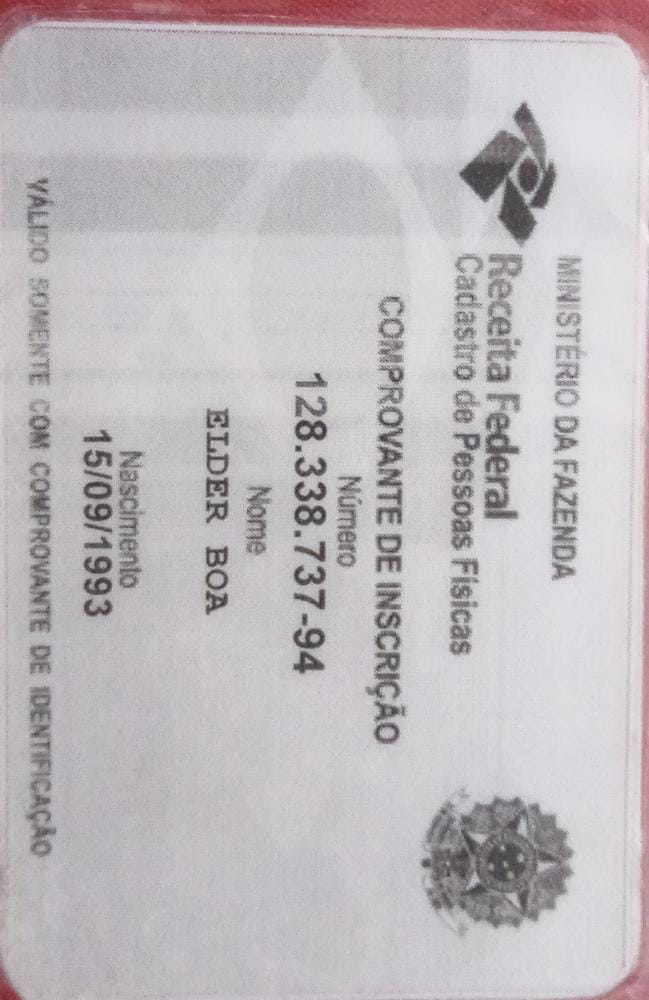 MINISTÉRIO DA FAZENDA
Receita Federal
Cadastro de Pessoas Físicas
COMPROVANTE DE INSCRIÇÃO
Número
128.338.737-94
Nome
ELDER BOA
Nascimento
15/09/1993
VÁLIDO SOMENTE COM COMPROVANTE DE IDENTIFICAÇÃO